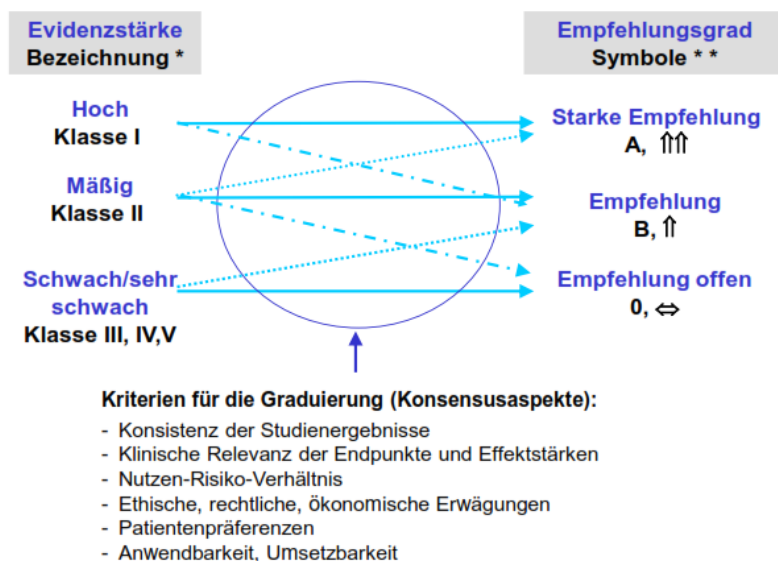 Evidenzstärke
Bezeichnung *
Empfehlungsgrad
Symbole * *
Hoch
Klasse I
Starke Empfehlung
A, ⇑⇑
Mäßig
Klasse II
Empfehlung
B, ⇑
Schwach/sehr
schwach
Klasse III, IV,V
Empfehlung offen
0, ⇔
Kriterien für die Graduierung (Konsensusaspekte):
- Konsistenz der Studienergebnisse
- Klinische Relevanz der Endpunkte und Effektstärken
- Nutzen-Risiko-Verhältnis
- Ethische, rechtliche, ökonomische Erwägungen
- Patientenpräferenzen
- Anwendbarkeit, Umsetzbarkeit